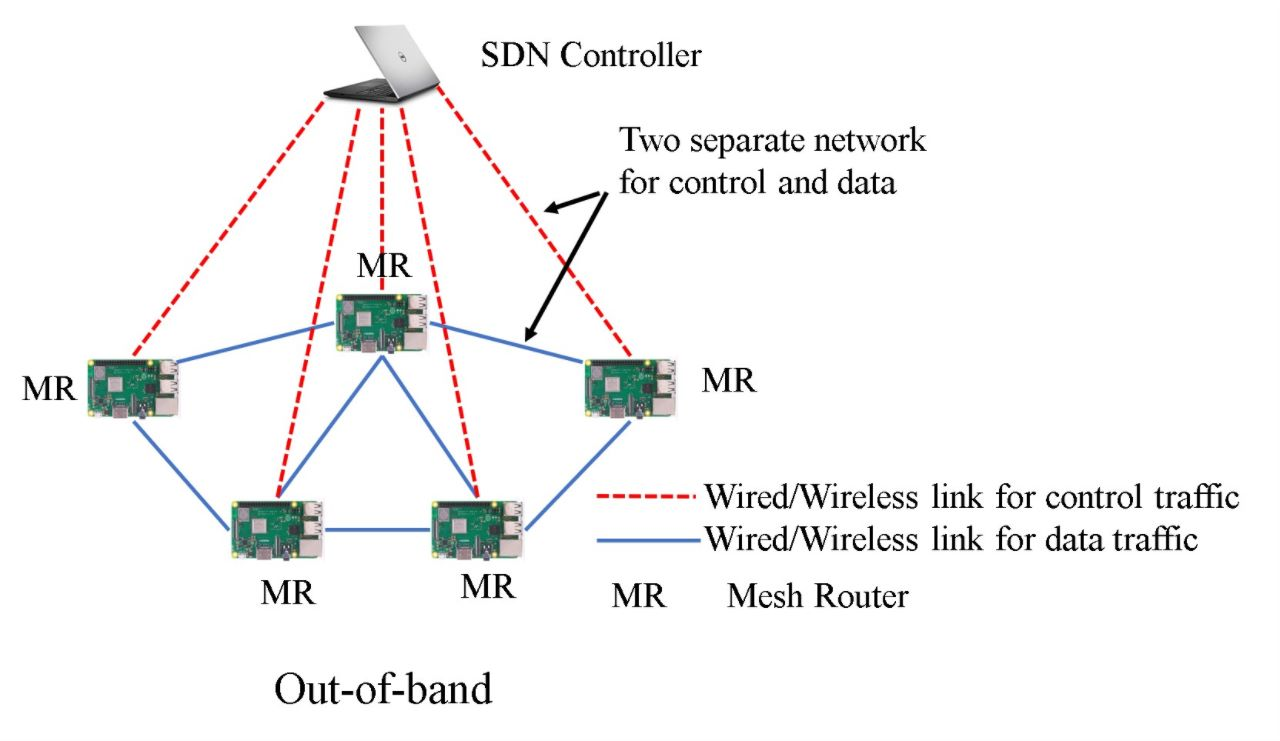 SDN Controller
Two separate network
for control and data
MR
MR
MR
MR
MR
Wired/Wireless link for control traffic
Wired/Wireless link for data traffic
MR Mesh Router
Out-of-band